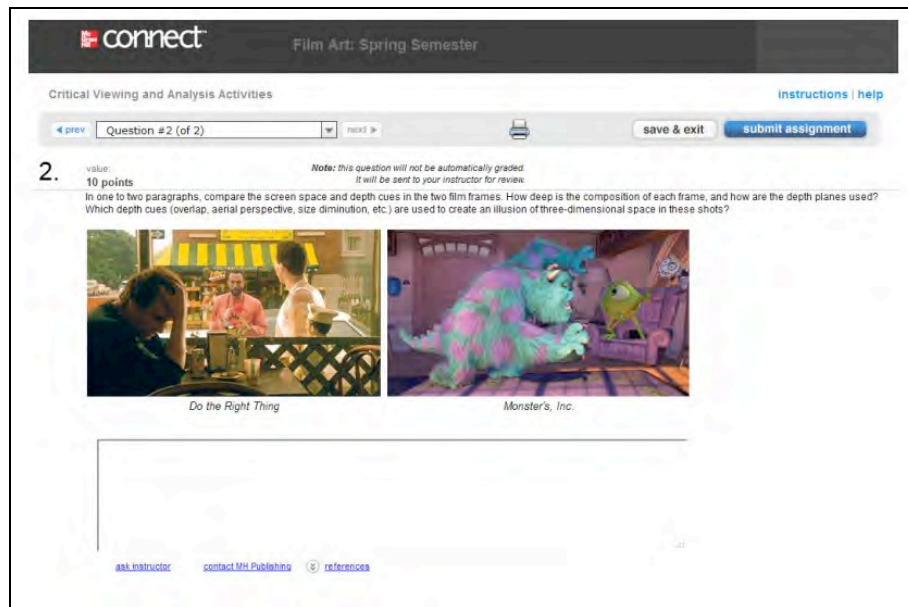 connect
Film Art: Spring Semester
Critical Viewing and Analysis Activities
instructions | help
prev
Question #2 (of 2)
next
save & exit
submit assignment
2.
value:
10 points
Note: this question will not be automatically graded.
It will be sent to your instructor for review.
In one to two paragraphs, compare the screen space and depth cues in the two film frames. How deep is the composition of each frame, and how are the depth planes used?
Which depth cues (overlap, aerial perspective, size diminution, etc.) are used to create an illusion of three-dimensional space in these shots?
Do the Right Thing
Monster's, Inc.
ask instructor
contact MH Publishing
references